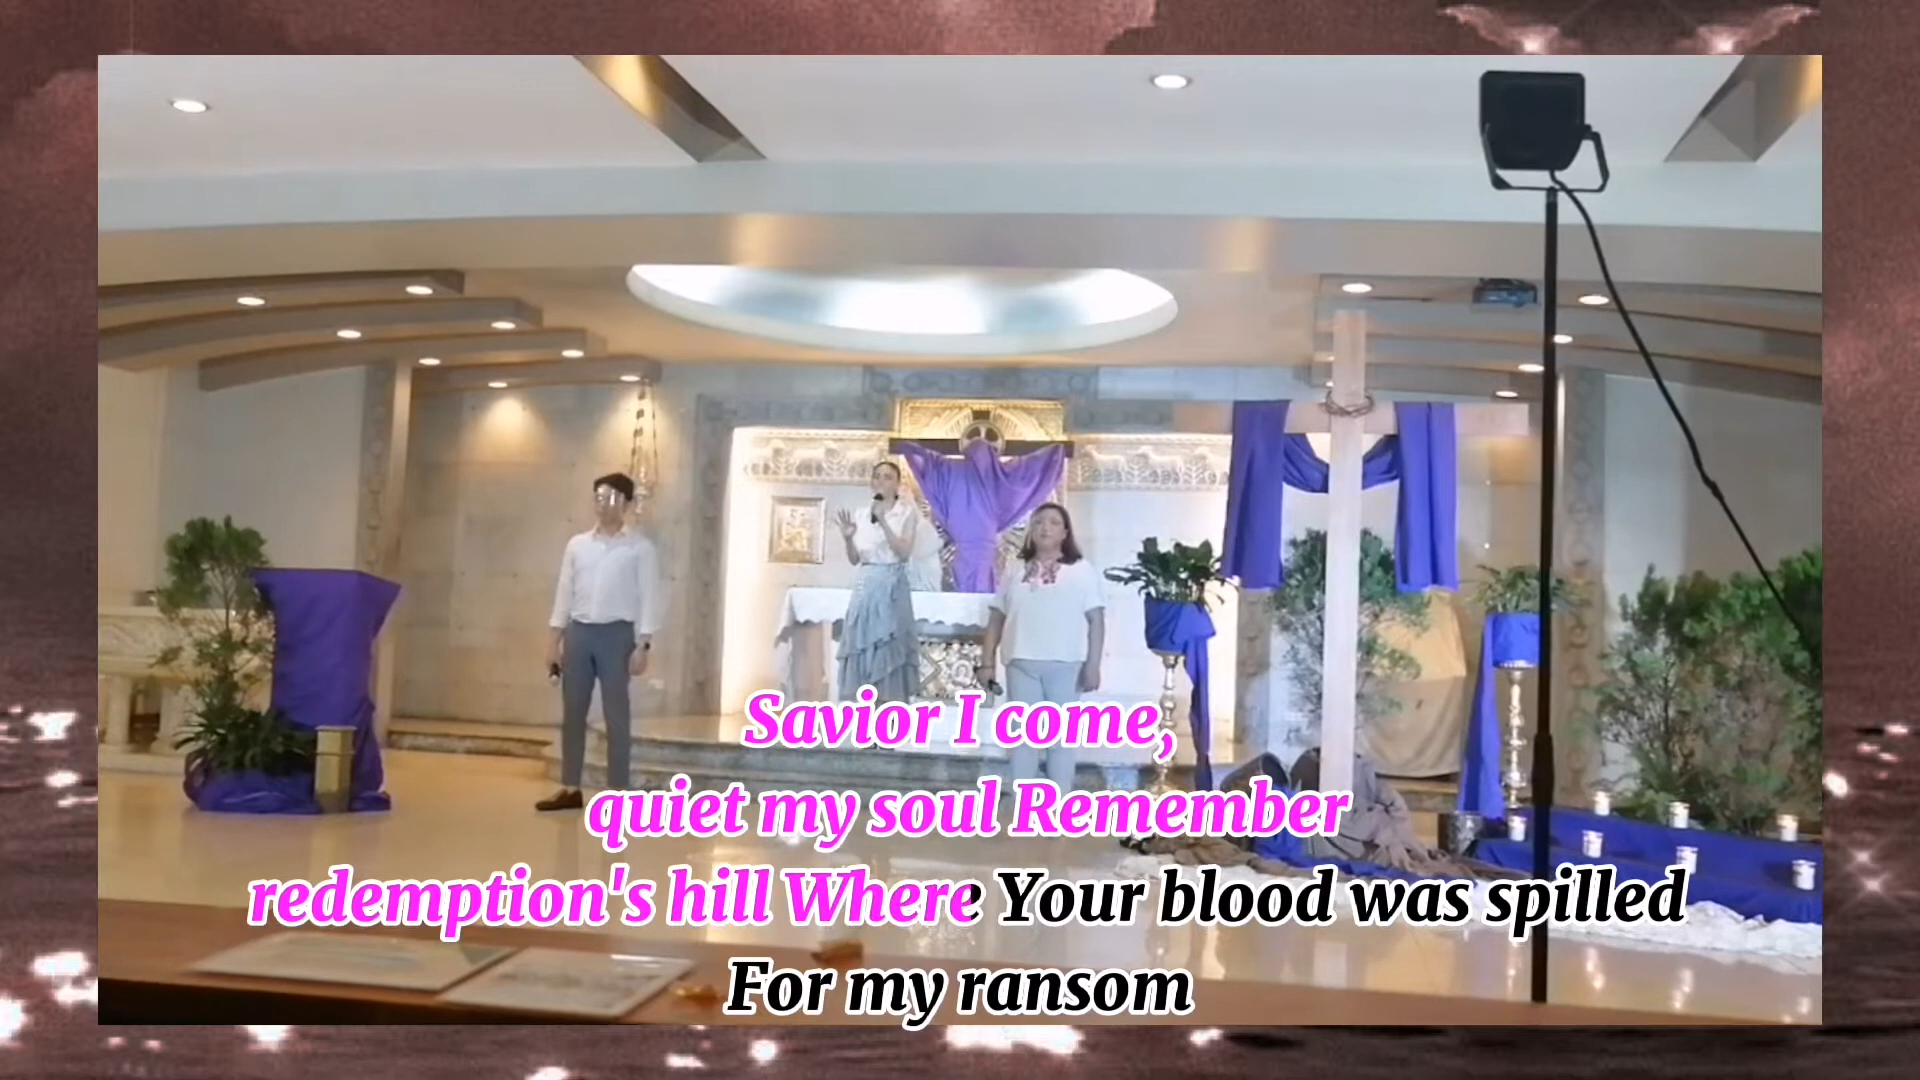 Savior I come,
quiet my soul Remember
redemption's hill Where Your blood was spilled
For my ransom